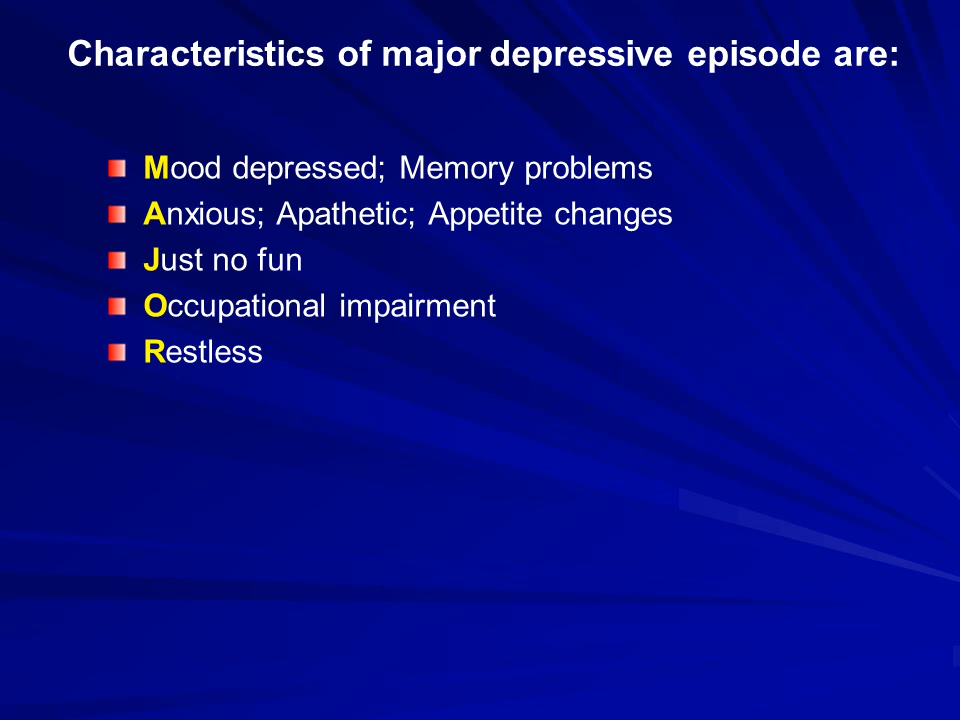 Characteristics of major depressive episode are:
Mood depressed; Memory problems
Anxious; Apathetic; Appetite changes
Just no fun
Occupational impairment
Restless